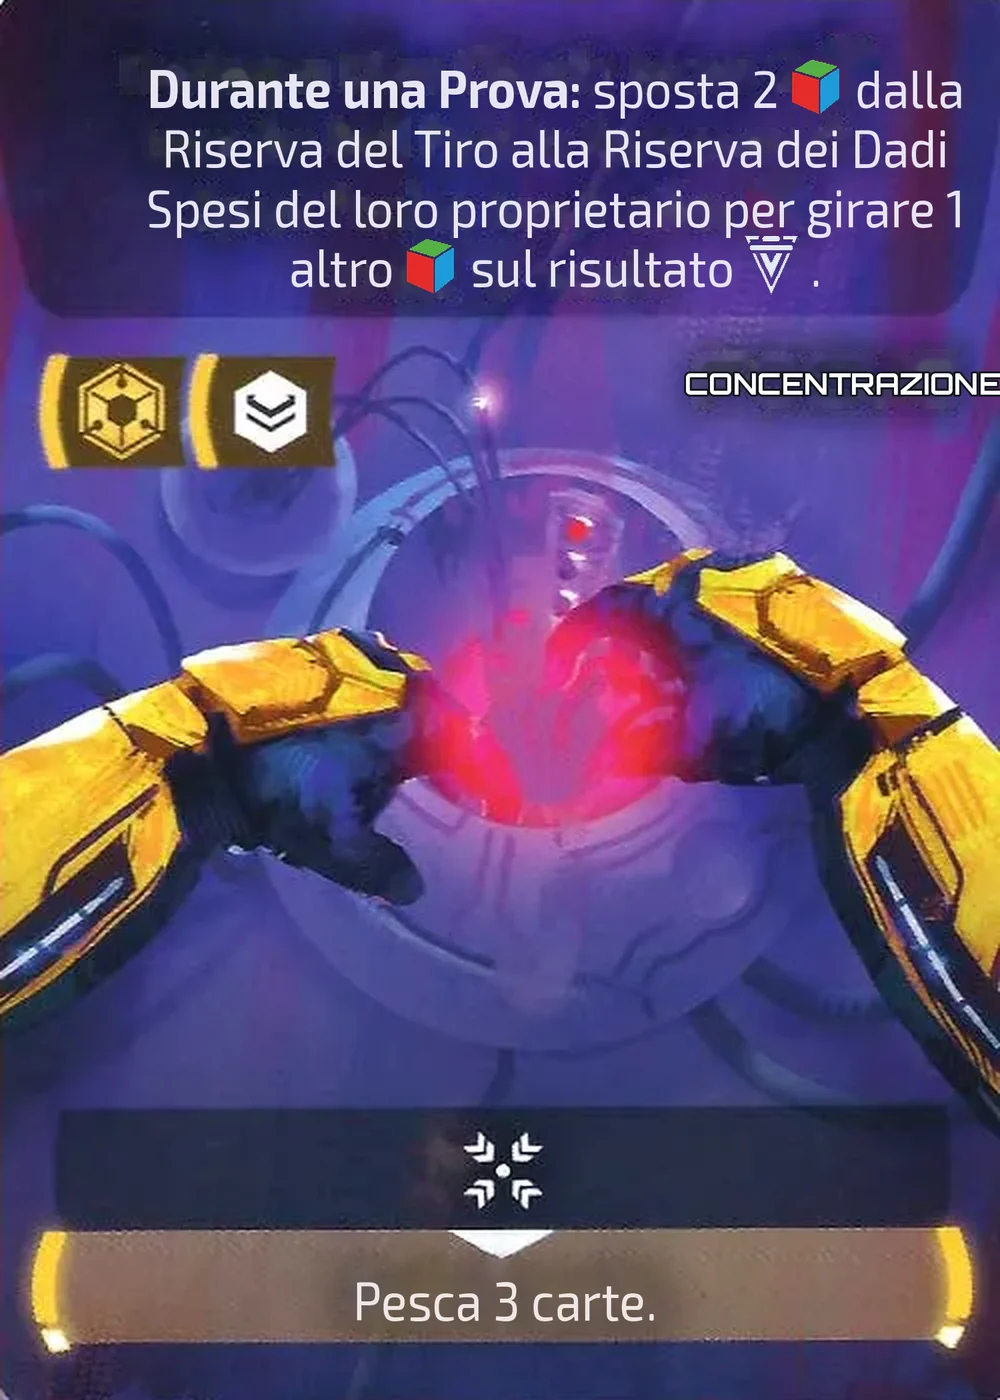 Durante una Prova: sposta 2 dalla
Riserva del Tiro alla Riserva dei Dadi
Spesi del loro proprietario per girare 1
altro sul risultato .
CONCENTRAZIONE
Pesca 3 carte.